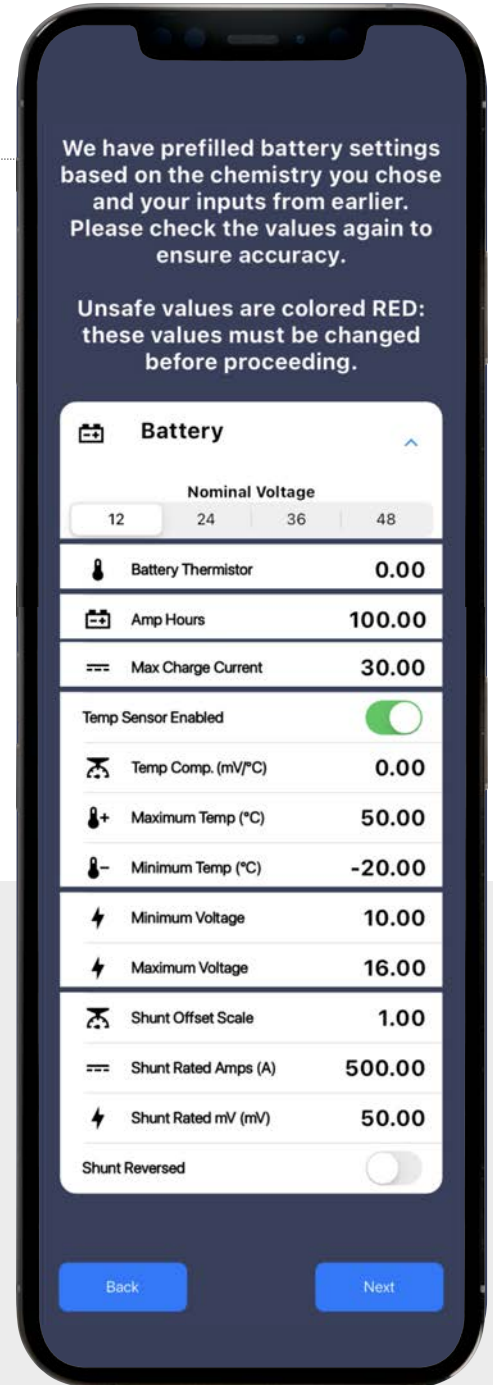 We have prefilled battery settings
based on the chemistry you chose
and your inputs from earlier.
Please check the values again to
ensure accuracy.
Unsafe values are colored RED:
these values must be changed
before proceeding.
Battery
Nominal Voltage
12 24 36 48
Battery Thermistor 0.00
Amp Hours 100.00
Max Charge Current 30.00
Temp Sensor Enabled
Temp Comp. (mV/°C) 0.00
Maximum Temp (°C) 50.00
Minimum Temp (°C) -20.00
Minimum Voltage 10.00
Maximum Voltage 16.00
Shunt Offset Scale 1.00
Shunt Rated Amps (A) 500.00
Shunt Rated mV (mV) 50.00
Shunt Reversed
Back Next